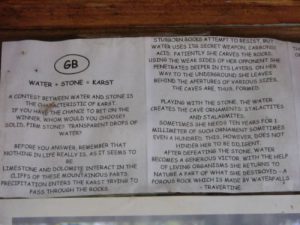 GB
WATER + STONE = KARST
A CONTEST BETWEEN WATER AND STONE IS
THE CHARACTERISTIC OF KARST.
IF YOU HAVE THE CHANCE TO BET ON THE
WINNER, WHOM WOULD YOU CHOOSE?
SOLID, FIRM STONE? TRANSPARENT DROPS OF
WATER?
BEFORE YOU ANSWER, REMEMBER THAT
NOTHING IN LIFE REALLY IS, AS IT SEEMS TO
BE.
LIMESTONE AND DOLOMITE INTERACT IN THE
CLIFFS OF THESE MOUNTAINOUS PARTS.
PRECIPITATION ENTERS THE KARST TRYING TO
PASS THROUGH THE ROCKS.
STUBBORN ROCKS ATTEMPT TO RESIST, BUT
WATER USES ITS SECRET WEAPON, CARBONIC
ACID. PATIENTLY SHE CARVES THE ROCKS,
USING THE WEAK SIDES OF HER OPPONENT SHE
PENETRATES DEEPER IN ITS LAYERS. ON HER
WAY TO THE UNDERGROUND SHE LEAVES
BEHIND THE APERTURES OF VARIOUS SIZES.
THE CAVES ARE, THUS, FORMED.
PLAYING WITH THE STONE, THE WATER
CREATES THE CAVE ORNAMENTS: STALACTITES
AND STALAGMITES.
SOMETIMES SHE NEEDS TEN YEARS FOR 1
MILLIMETER OF SUCH ORNAMENT SOMETIMES
EVEN A HUNDRED. THIS, HOWEVER, DOES NOT
HINDER HER TO BE DILIGENT.
AFTER DEFEATING THE STONE, WATER
BECOMES A GENEROUS VICTOR. WITH THE HELP
OF LIVING ORGANISMS SHE RETURNS TO
NATURE A PART OF WHAT SHE DESTROYED - A
POROUS ROCK WHICH IS MADE BY WATERFALLS
- TRAVERTINE.